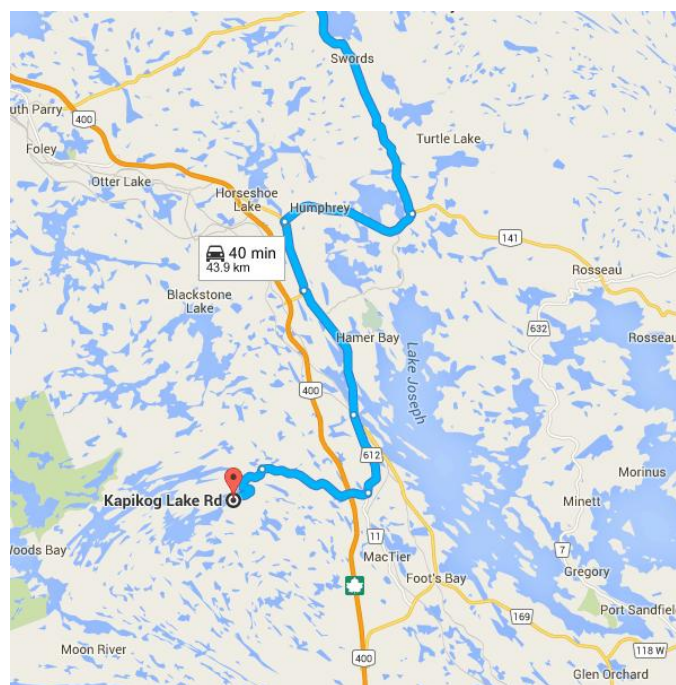 Swords
400
uth Parry
Turtle Lake
Foley
Otter Lake
Horseshoe
Lake
Humphrey
141
40 min
43.9 km
Rosseau
Blackstone
Lake
632
Hamer Bay
Rosseau
Lake Joseph
400
612
Morinus
Kapikog Lake Rd
Minett
11
Woods Bay
MacTier
7
Foot's Bay
Gregory
Port Sandfield
169
Moon River
400
118 W
Glen Orchard